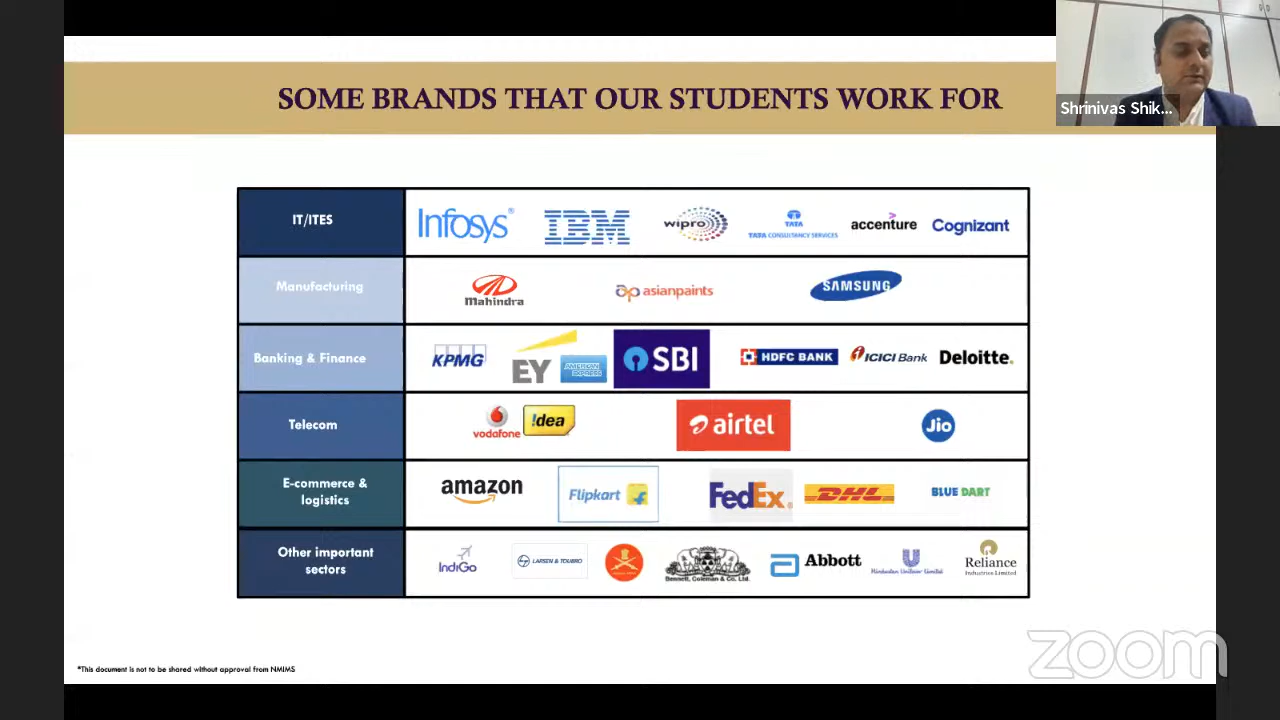 SOME BRANDS THAT OUR STUDENTS WORK FOR
Shrinivas Shik...
IT/ITES
Infosys®
IBM
wipro
TATA
TATA CONSULTANCY SERVICES
accenture
Cognizant
Manufacturing
Mahindra
asianpaints
SAMSUNG
Banking & Finance
KPMG
EY
AMERICAN
EXPRESS
SBI
HDFC BANK
ICICI Bank
Deloitte.
Telecom
vodafone
!dea
airtel
Jio
E-commerce &
logistics
amazon
Flipkart
FedEx®
DHL
BLUE DART
Other important
sectors
IndiGo
LARSEN & TOUBRO
Bennett, Coleman & Co. Ltd.
Abbott
Hindustan Unilever Limited
Reliance
Industries Limited
*This document is not to be shared without approval from NMIMS
zoom